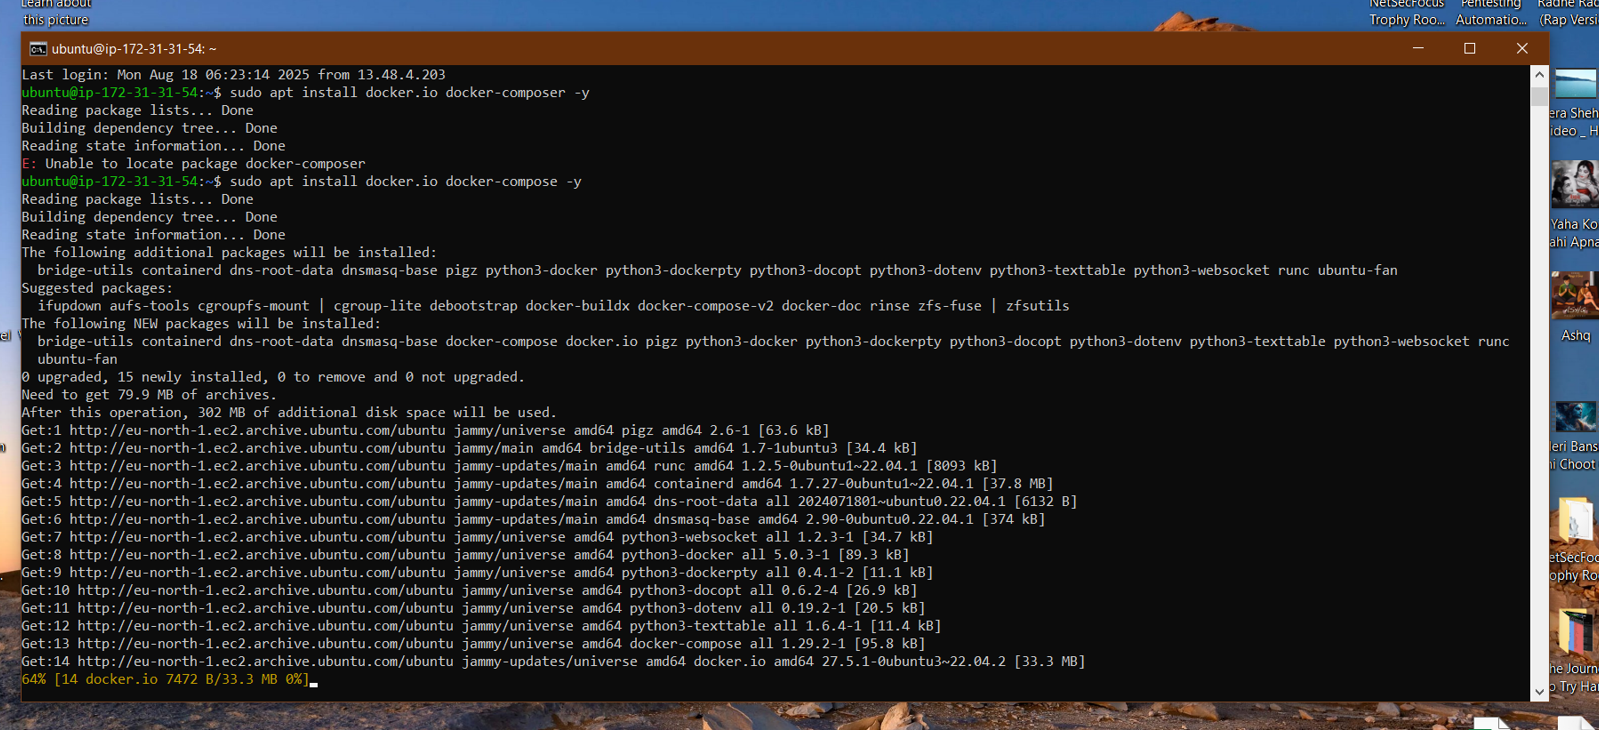 Learn about
this picture
NetSecFocus
Trophy Roo...
Pentesting
Automatio...
Radhe Rad
(Rap Versi
ubuntu@ip-172-31-31-54: ~
Last login: Mon Aug 18 06:23:14 2025 from 13.48.4.203
ubuntu@ip-172-31-31-54:~$ sudo apt install docker.io docker-composer -y
Reading package lists... Done
Building dependency tree... Done
Reading state information... Done
E: Unable to locate package docker-composer
ubuntu@ip-172-31-31-54:~$ sudo apt install docker.io docker-compose -y
Reading package lists... Done
Building dependency tree... Done
Reading state information... Done
The following additional packages will be installed:
bridge-utils containerd dns-root-data dnsmasq-base pigz python3-docker python3-dockerpty python3-docopt python3-dotenv python3-texttable python3-websocket runc ubuntu-fan
Suggested packages:
ifupdown aufs-tools cgroupfs-mount | cgroup-lite debootstrap docker-buildx docker-compose-v2 docker-doc rinse zfs-fuse | zfsutils
The following NEW packages will be installed:
bridge-utils containerd dns-root-data dnsmasq-base docker-compose docker.io pigz python3-docker python3-dockerpty python3-docopt python3-dotenv python3-texttable python3-websocket runc
ubuntu-fan
0 upgraded, 15 newly installed, 0 to remove and 0 not upgraded.
Need to get 79.9 MB of archives.
After this operation, 302 MB of additional disk space will be used.
Get:1 http://eu-north-1.ec2.archive.ubuntu.com/ubuntu jammy/universe amd64 pigz amd64 2.6-1 [63.6 kB]
Get:2 http://eu-north-1.ec2.archive.ubuntu.com/ubuntu jammy/main amd64 bridge-utils amd64 1.7-1ubuntu3 [34.4 kB]
Get:3 http://eu-north-1.ec2.archive.ubuntu.com/ubuntu jammy-updates/main amd64 runc amd64 1.2.5-0ubuntu1~22.04.1 [8093 kB]
Get:4 http://eu-north-1.ec2.archive.ubuntu.com/ubuntu jammy-updates/main amd64 containerd amd64 1.7.27-0ubuntu1~22.04.1 [37.8 MB]
Get:5 http://eu-north-1.ec2.archive.ubuntu.com/ubuntu jammy-updates/main amd64 dns-root-data all 2024071801~ubuntu0.22.04.1 [6132 B]
Get:6 http://eu-north-1.ec2.archive.ubuntu.com/ubuntu jammy-updates/main amd64 dnsmasq-base amd64 2.90-0ubuntu0.22.04.1 [374 kB]
Get:7 http://eu-north-1.ec2.archive.ubuntu.com/ubuntu jammy/universe amd64 python3-websocket all 1.2.3-1 [34.7 kB]
Get:8 http://eu-north-1.ec2.archive.ubuntu.com/ubuntu jammy/universe amd64 python3-docker all 5.0.3-1 [89.3 kB]
Get:9 http://eu-north-1.ec2.archive.ubuntu.com/ubuntu jammy/universe amd64 python3-dockerpty all 0.4.1-2 [11.1 kB]
Get:10 http://eu-north-1.ec2.archive.ubuntu.com/ubuntu jammy/universe amd64 python3-docopt all 0.6.2-4 [26.9 kB]
Get:11 http://eu-north-1.ec2.archive.ubuntu.com/ubuntu jammy/universe amd64 python3-dotenv all 0.19.2-1 [20.5 kB]
Get:12 http://eu-north-1.ec2.archive.ubuntu.com/ubuntu jammy/universe amd64 python3-texttable all 1.6.4-1 [11.4 kB]
Get:13 http://eu-north-1.ec2.archive.ubuntu.com/ubuntu jammy/universe amd64 docker-compose all 1.29.2-1 [95.8 kB]
Get:14 http://eu-north-1.ec2.archive.ubuntu.com/ubuntu jammy-updates/universe amd64 docker.io amd64 27.5.1-0ubuntu3~22.04.2 [33.3 MB]
64% [14 docker.io 7472 B/33.3 MB 0%]
era Sheh
ideo _ H
Yaha Ko
ahi Apna
Ashq
eri Bans
i Choot
etSecFoc
ophy Ro
he Journ
o Try Har